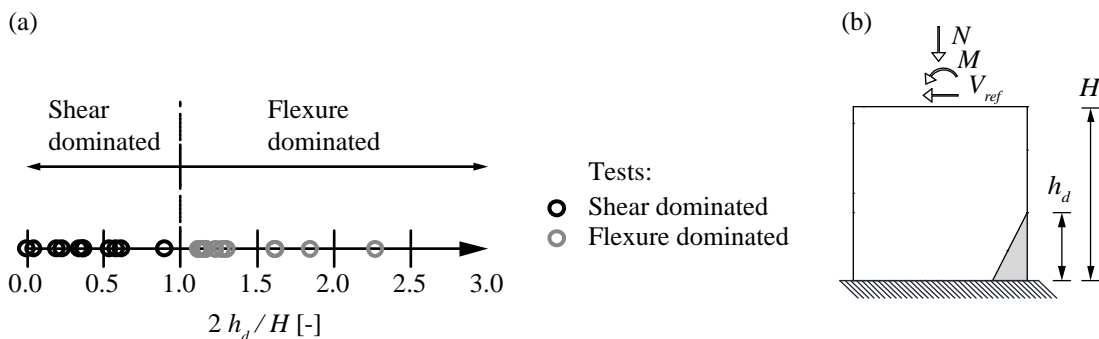 (a)
Shear
dominated
Flexure
dominated
0.0 0.5 1.0 1.5 2.0 2.5 3.0
2 h_d / H [-]
Tests:
Shear dominated
Flexure dominated
(b)
N
M
V_ref
H
h_d